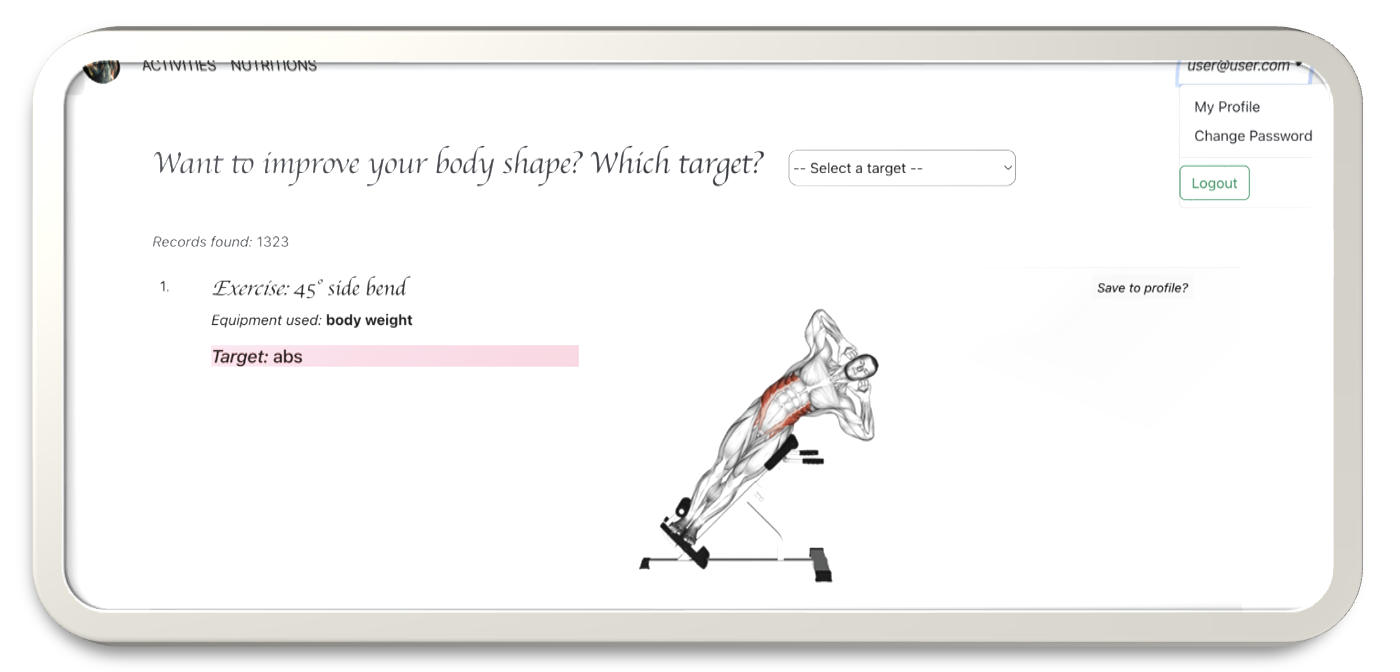 ACTIVITIES NUTRITIONS
user@user.com
My Profile
Change Password
Want to improve your body shape? Which target?
-- Select a target --
Logout
Records found: 1323
1.
Exercise: 45° side bend
Save to profile?
Equipment used: body weight
Target: abs